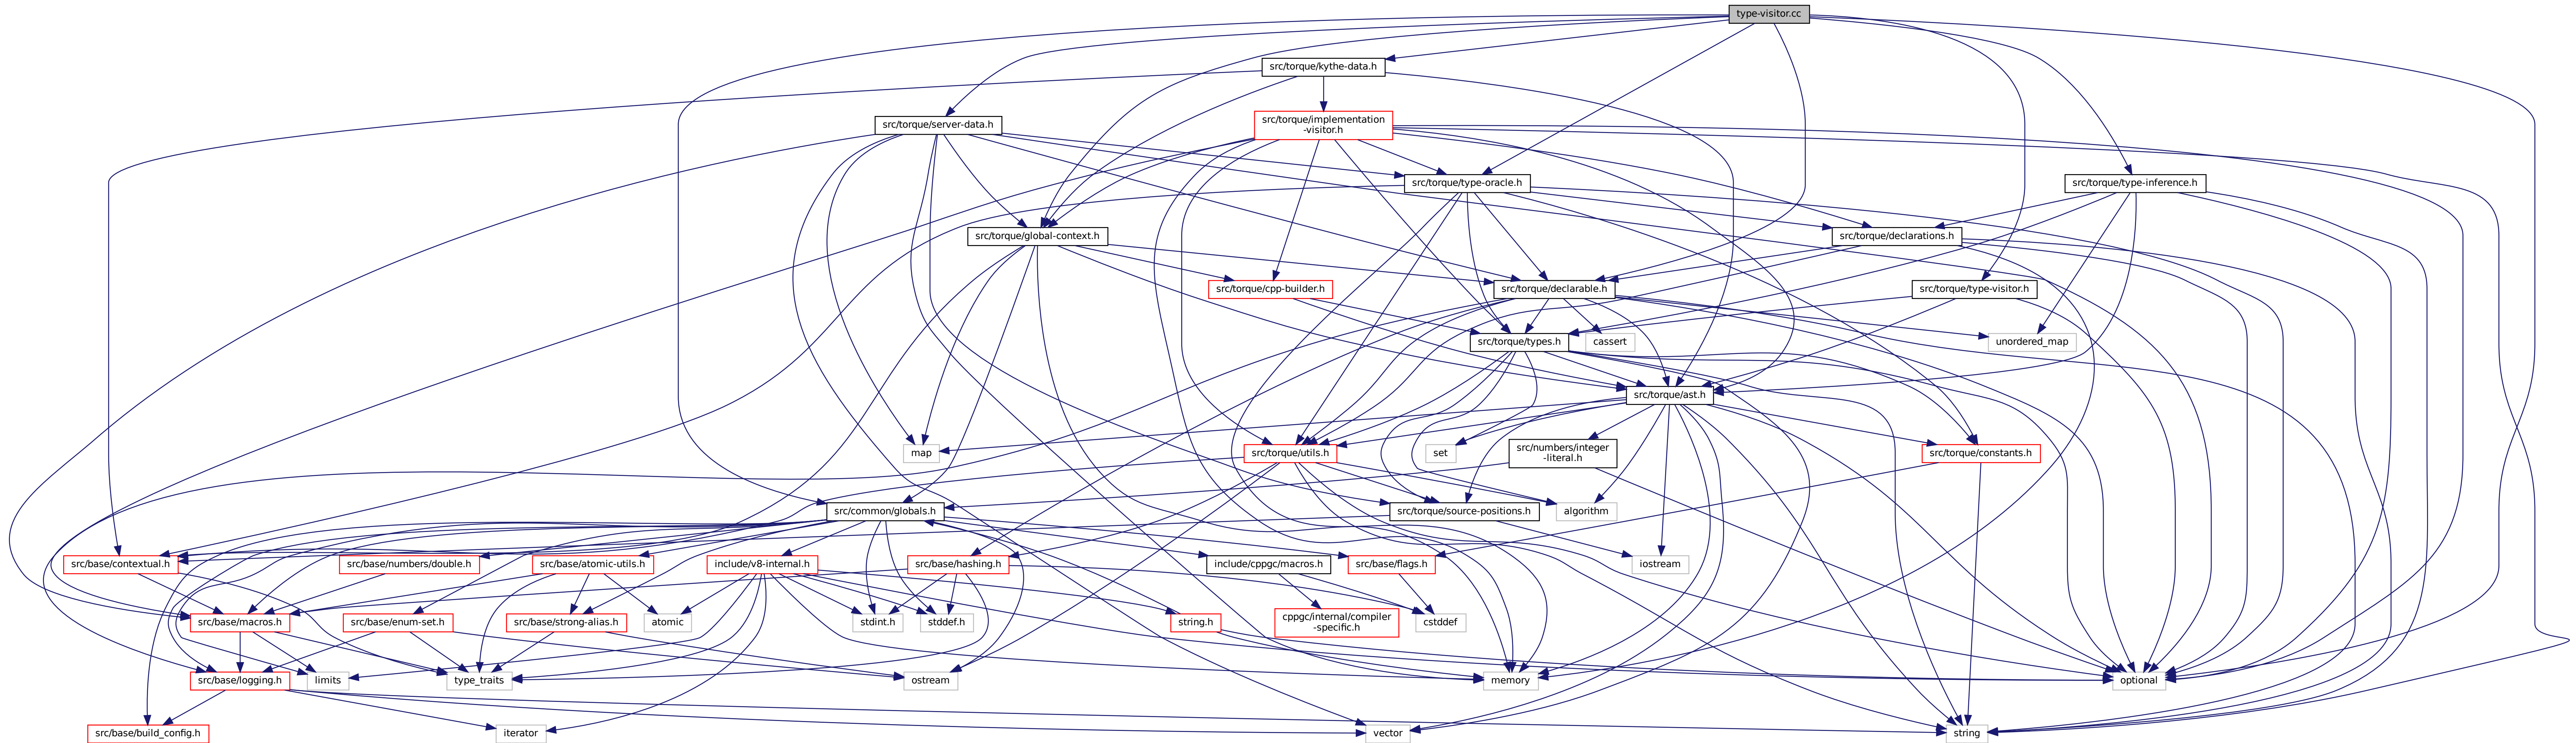 type-visitor.cc
src/torque/kythe-data.h
src/torque/server-data.h
src/torque/implementation
-visitor.h
src/torque/type-oracle.h
src/torque/type-inference.h
src/torque/global-context.h
src/torque/declarations.h
src/torque/cpp-builder.h
src/torque/declarable.h
src/torque/type-visitor.h
src/torque/types.h
cassert
unordered_map
src/torque/ast.h
map
src/torque/utils.h
set
src/numbers/integer
-literal.h
src/torque/constants.h
src/common/globals.h
src/torque/source-positions.h
algorithm
src/base/contextual.h
src/base/numbers/double.h
src/base/atomic-utils.h
include/v8-internal.h
src/base/hashing.h
include/cppgc/macros.h
src/base/flags.h
iostream
src/base/macros.h
src/base/enum-set.h
src/base/strong-alias.h
atomic
stdint.h
stddef.h
string.h
cppgc/internal/compiler
-specific.h
cstddef
src/base/logging.h
limits
type_traits
ostream
memory
optional
src/base/build_config.h
iterator
vector
string